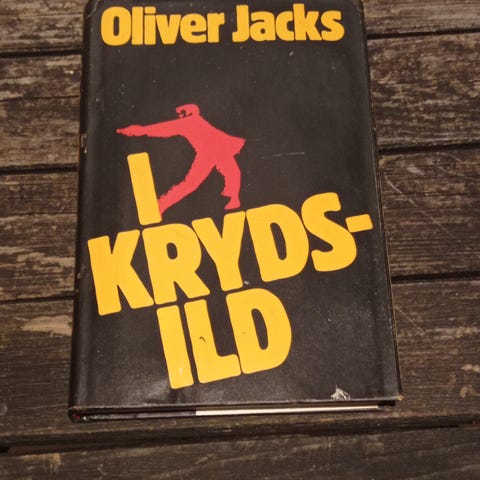 Oliver Jacks
I
KRYDS-
ILD